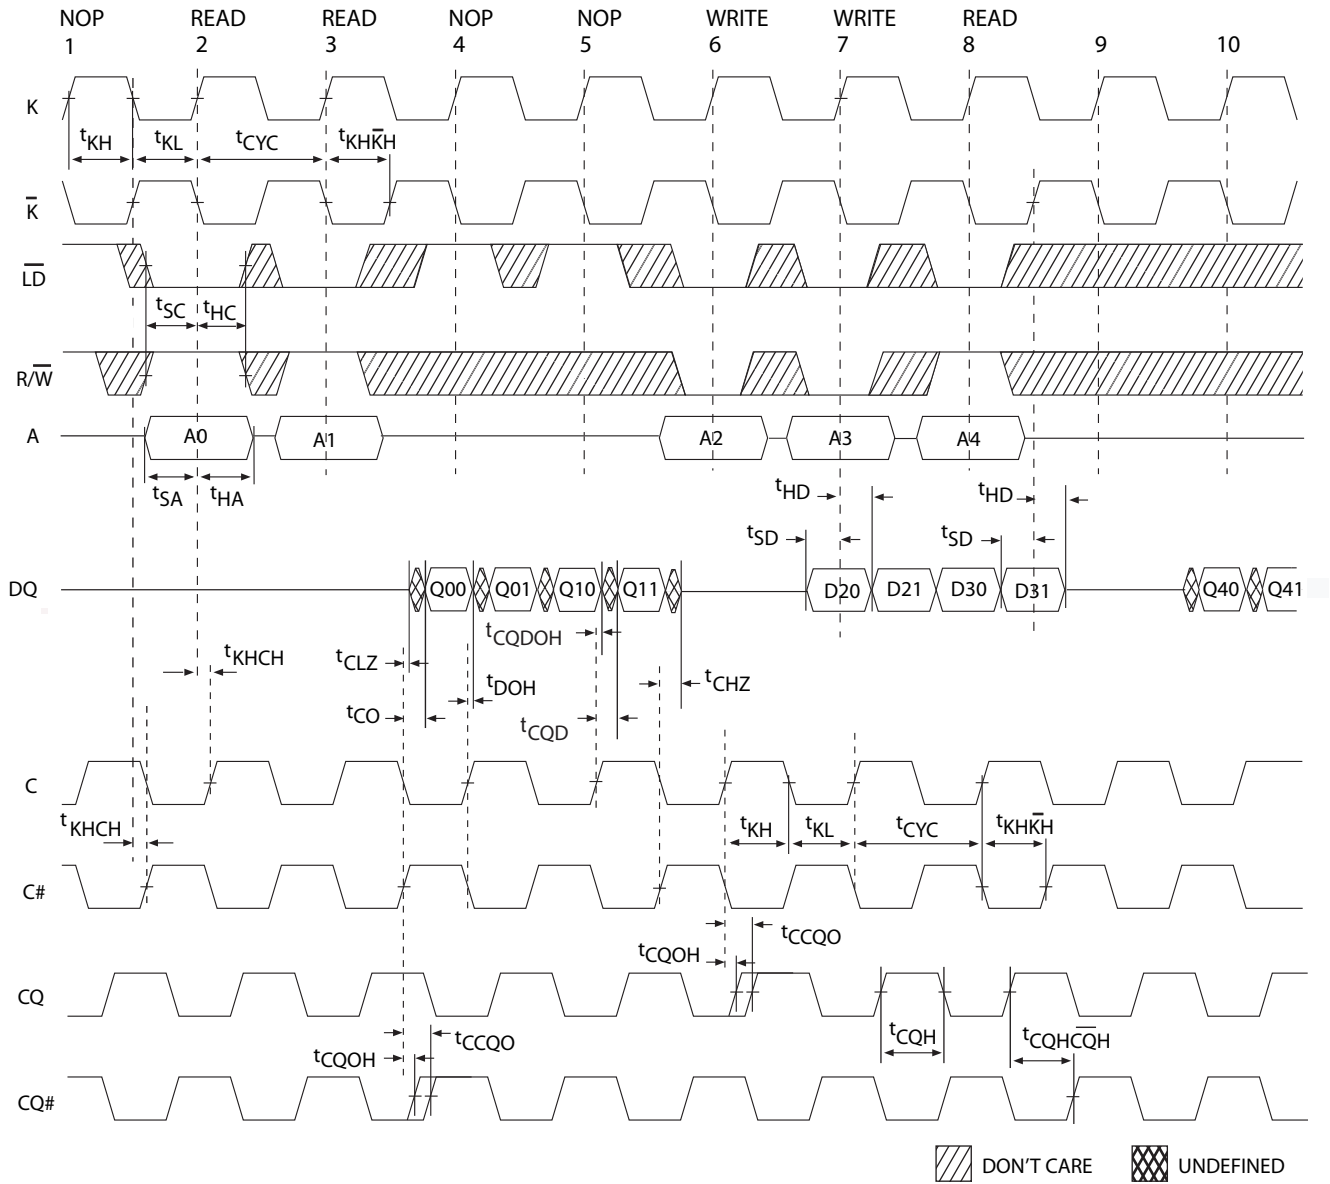 NOP READ READ NOP NOP WRITE WRITE READ
1 2 3 4 5 6 7 8 9 10
K
tKH tKL tCYC tKHK̅H
K̅
L̅D̅
tSC tHC
R/W̅
A A0 A1 A2 A3 A4
tSA tHA tHD tHD
tSD tSD
DQ Q00 Q01 Q10 Q11 D20 D21 D30 D31 Q40 Q41
tCQDOH
tKHCH tCLZ tDOH tCHZ
tCO tCQD
C
tKHCH tKH tKL tCYC tKHK̅H
C#
tCCQO
tCQOH
CQ
tCCQO tCQH tCQHC̅Q̅H
tCQOH
CQ#
DON'T CARE UNDEFINED